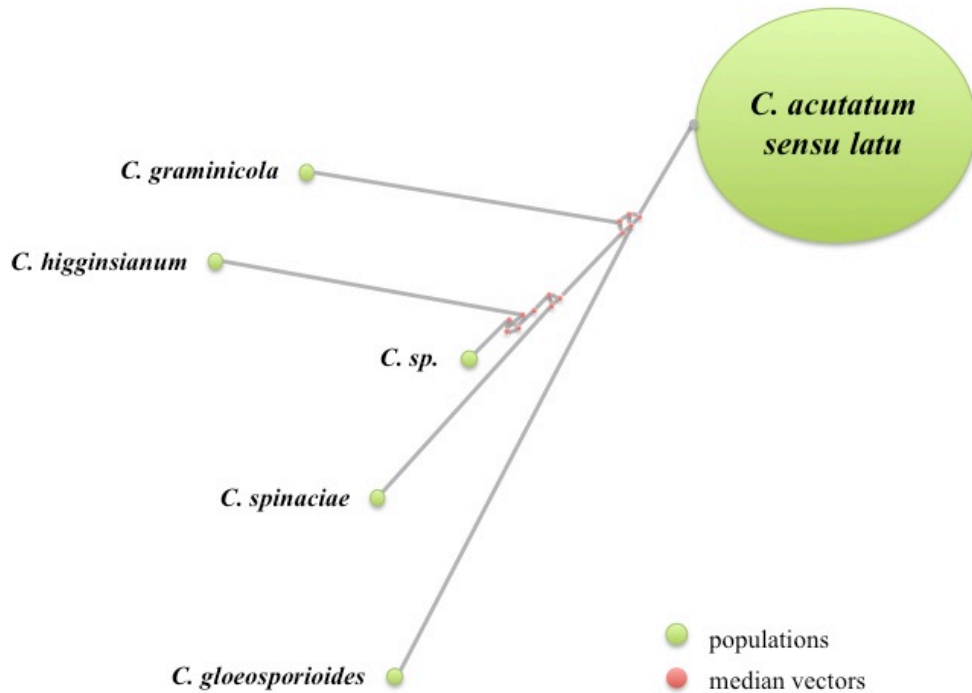 C. acutatum
sensu latu
C. graminicola
C. higginsianum
C. sp.
C. spinaciae
C. gloeosporioides
populations
median vectors